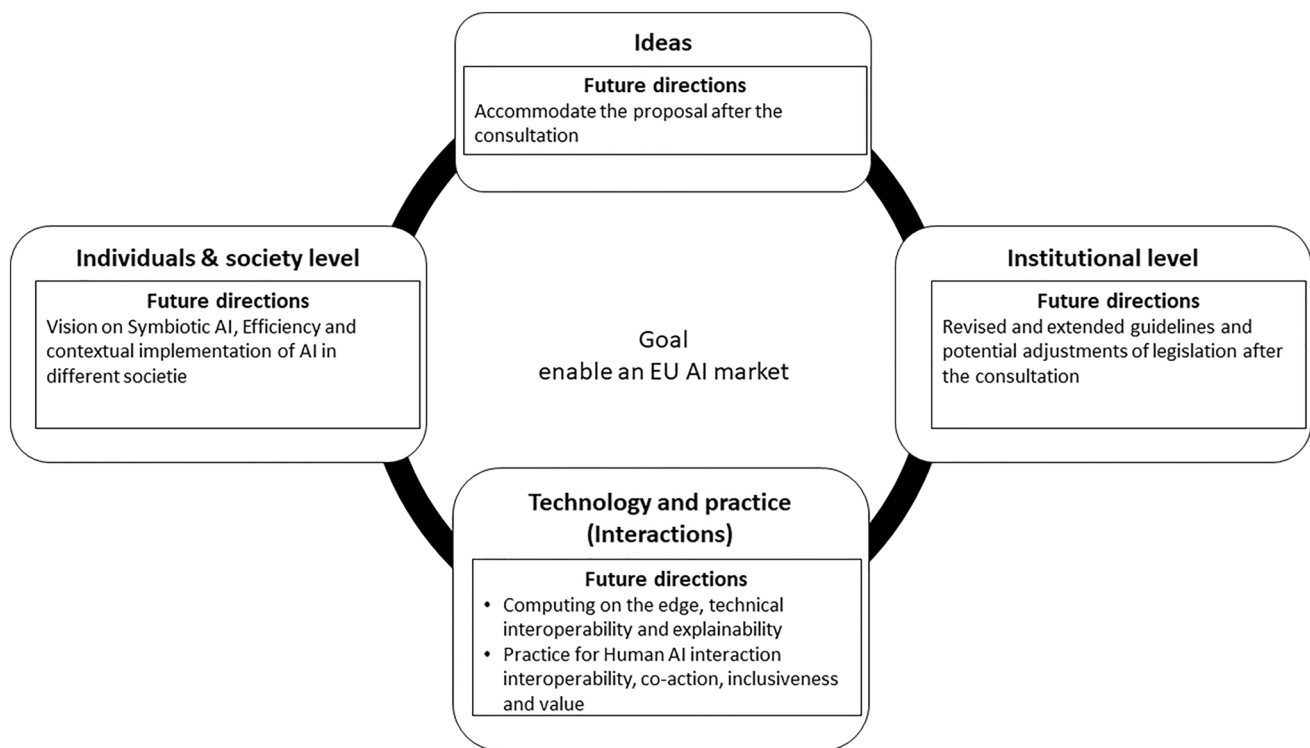 Ideas
Future directions
Accommodate the proposal after the
consultation
Individuals & society level
Future directions
Vision on Symbiotic AI, Efficiency and
contextual implementation of AI in
different societie
Goal
enable an EU AI market
Institutional level
Future directions
Revised and extended guidelines and
potential adjustments of legislation after
the consultation
Technology and practice
(Interactions)
Future directions
• Computing on the edge, technical
interoperability and explainability
• Practice for Human AI interaction
interoperability, co-action, inclusiveness
and value